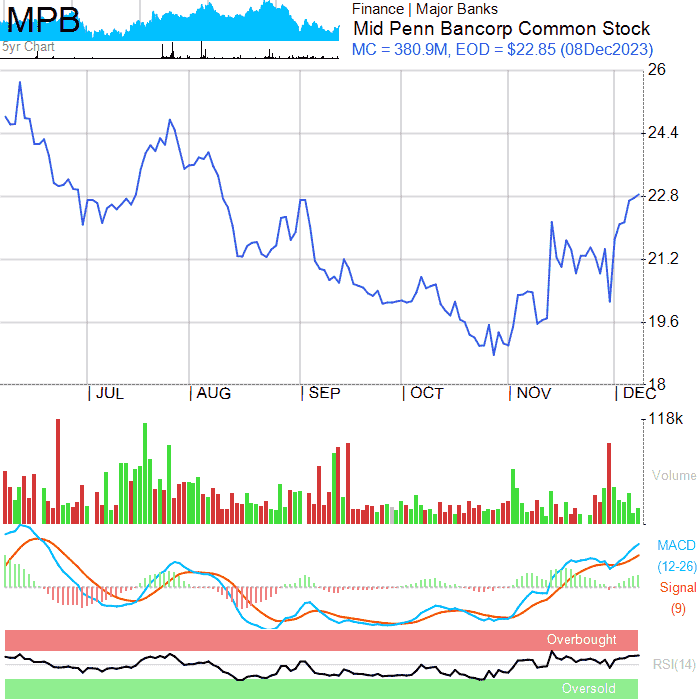 MPB
5yr Chart
Finance | Major Banks
Mid Penn Bancorp Common Stock
MC = 380.9M, EOD = $22.85 (08Dec2023)
26
24.4
22.8
21.2
19.6
18
JUL
AUG
SEP
OCT
NOV
DEC
118k
Volume
MACD
(12-26)
Signal
(9)
Overbought
RSI(14)
Oversold